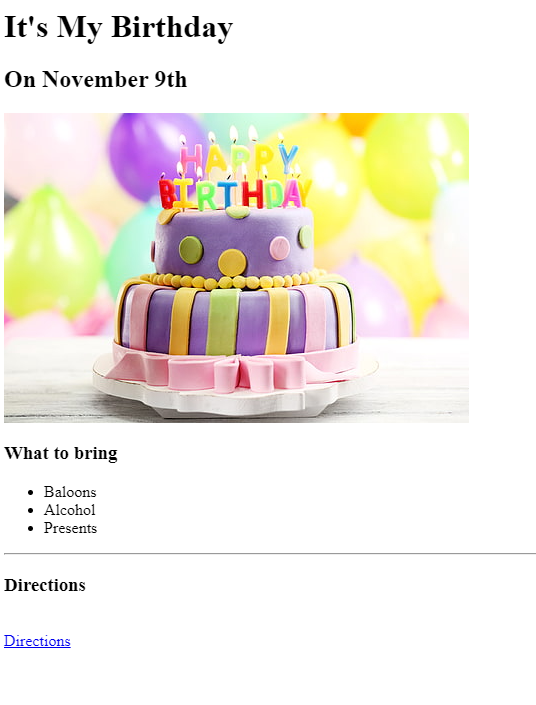 It's My Birthday
On November 9th
HAPPY
BIRTHDAY
What to bring
Baloons
Alcohol
Presents
Directions
Directions